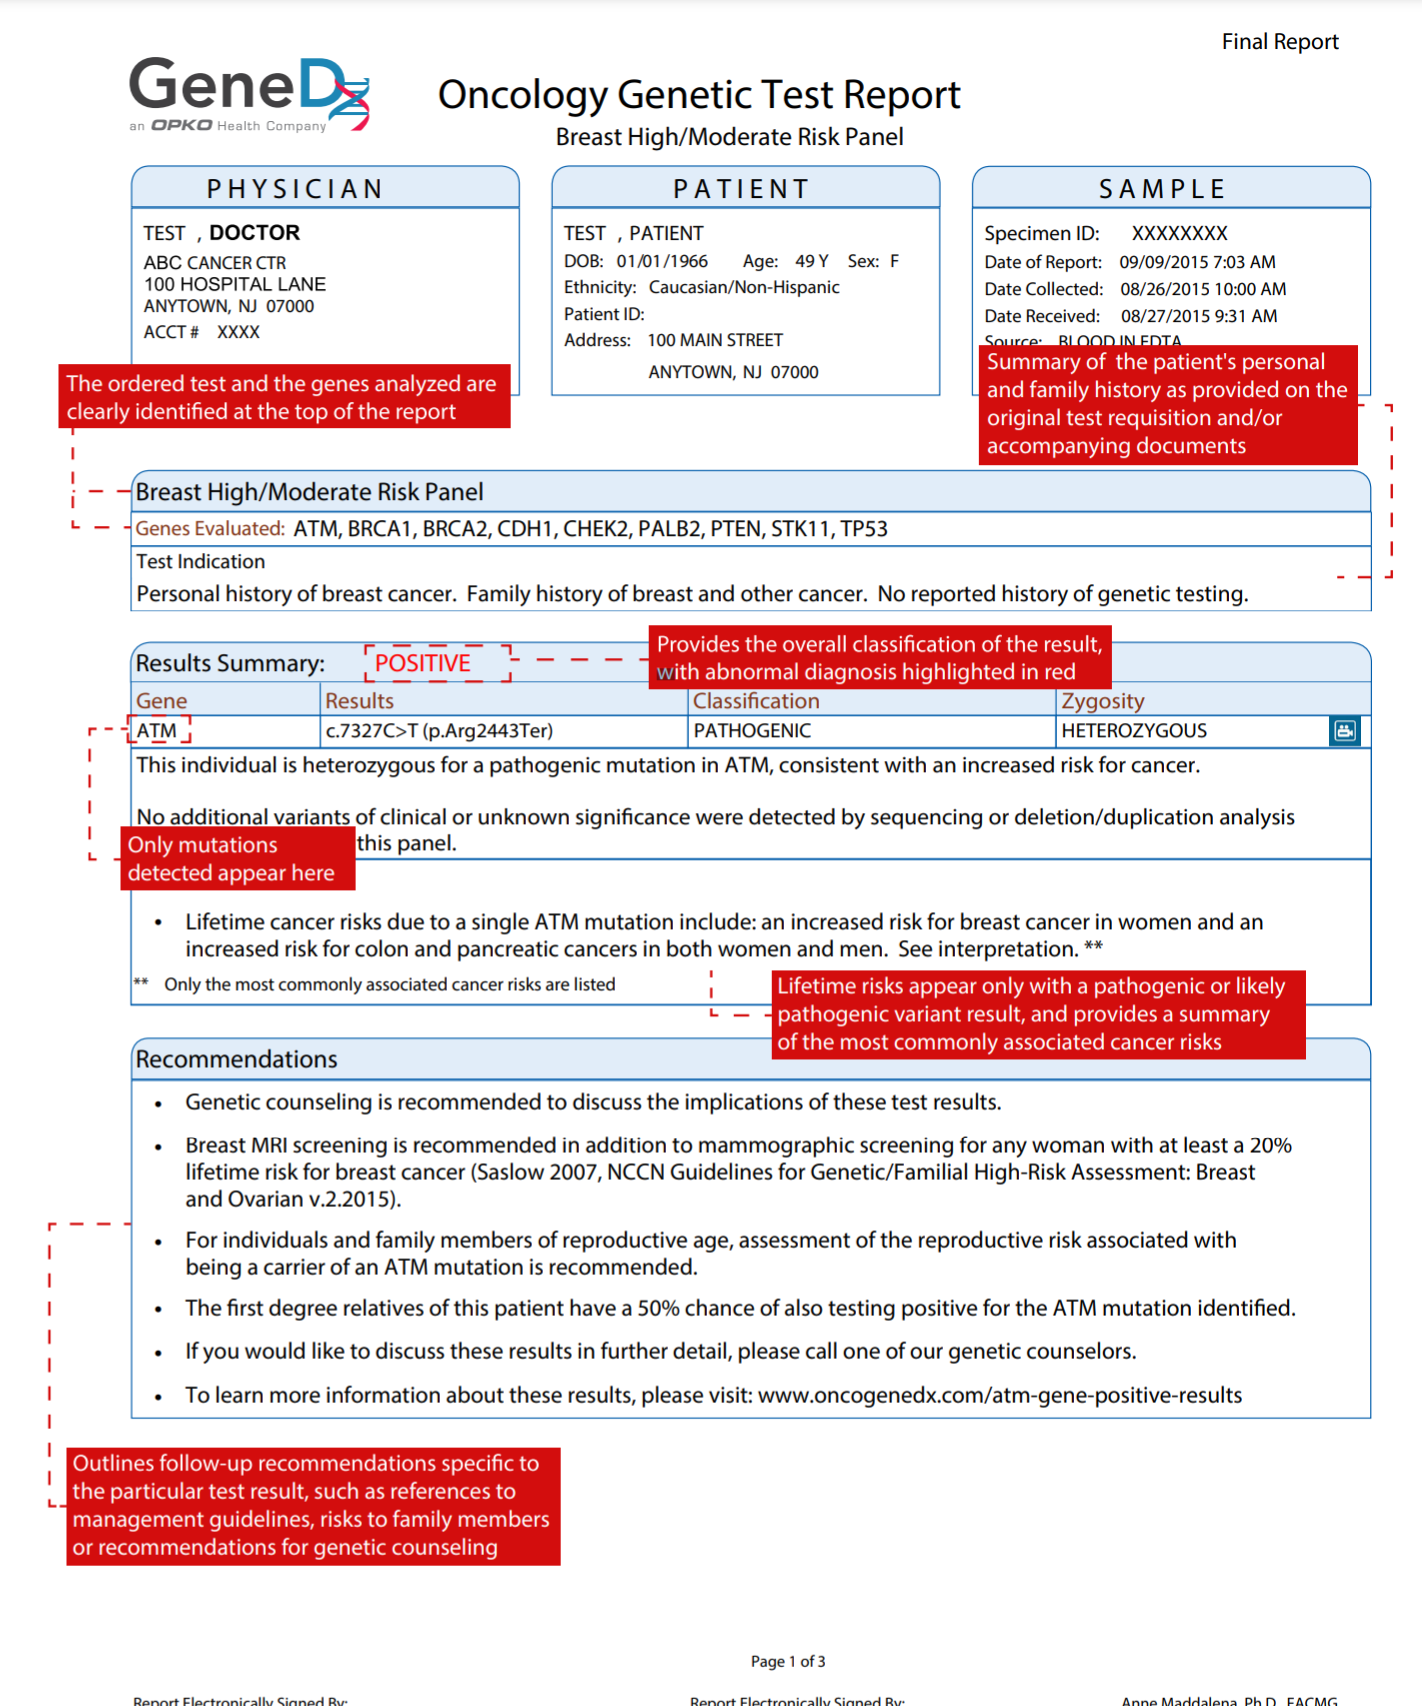 Final Report
GeneDx
an OPKO Health Company
Oncology Genetic Test Report
Breast High/Moderate Risk Panel
PHYSICIAN
TEST , DOCTOR
ABC CANCER CTR
100 HOSPITAL LANE
ANYTOWN, NJ 07000
ACCT # XXXX
PATIENT
TEST , PATIENT
DOB: 01/01/1966 Age: 49 Y Sex: F
Ethnicity: Caucasian/Non-Hispanic
Patient ID:
Address: 100 MAIN STREET
ANYTOWN, NJ 07000
SAMPLE
Specimen ID: XXXXXXXX
Date of Report: 09/09/2015 7:03 AM
Date Collected: 08/26/2015 10:00 AM
Date Received: 08/27/2015 9:31 AM
Source: BLOOD IN EDTA
The ordered test and the genes analyzed are
clearly identified at the top of the report
Summary of the patient's personal
and family history as provided on the
original test requisition and/or
accompanying documents
Breast High/Moderate Risk Panel
Genes Evaluated: ATM, BRCA1, BRCA2, CDH1, CHEK2, PALB2, PTEN, STK11, TP53
Test Indication
Personal history of breast cancer. Family history of breast and other cancer. No reported history of genetic testing.
Results Summary: POSITIVE
Provides the overall classification of the result,
with abnormal diagnosis highlighted in red
Gene Results Classification Zygosity
ATM c.7327C>T (p.Arg2443Ter) PATHOGENIC HETEROZYGOUS
This individual is heterozygous for a pathogenic mutation in ATM, consistent with an increased risk for cancer.
No additional variants of clinical or unknown significance were detected by sequencing or deletion/duplication analysis
this panel.
Only mutations
detected appear here
• Lifetime cancer risks due to a single ATM mutation include: an increased risk for breast cancer in women and an
increased risk for colon and pancreatic cancers in both women and men. See interpretation. **
** Only the most commonly associated cancer risks are listed
Lifetime risks appear only with a pathogenic or likely
pathogenic variant result, and provides a summary
of the most commonly associated cancer risks
Recommendations
• Genetic counseling is recommended to discuss the implications of these test results.
• Breast MRI screening is recommended in addition to mammographic screening for any woman with at least a 20%
lifetime risk for breast cancer (Saslow 2007, NCCN Guidelines for Genetic/Familial High-Risk Assessment: Breast
and Ovarian v.2.2015).
• For individuals and family members of reproductive age, assessment of the reproductive risk associated with
being a carrier of an ATM mutation is recommended.
• The first degree relatives of this patient have a 50% chance of also testing positive for the ATM mutation identified.
• If you would like to discuss these results in further detail, please call one of our genetic counselors.
• To learn more information about these results, please visit: www.oncogenedx.com/atm-gene-positive-results
Outlines follow-up recommendations specific to
the particular test result, such as references to
management guidelines, risks to family members
or recommendations for genetic counseling
Page 1 of 3
Report Electronically Signed By: Report Electronically Signed By: Anne Maddalena, Ph.D., FACMG